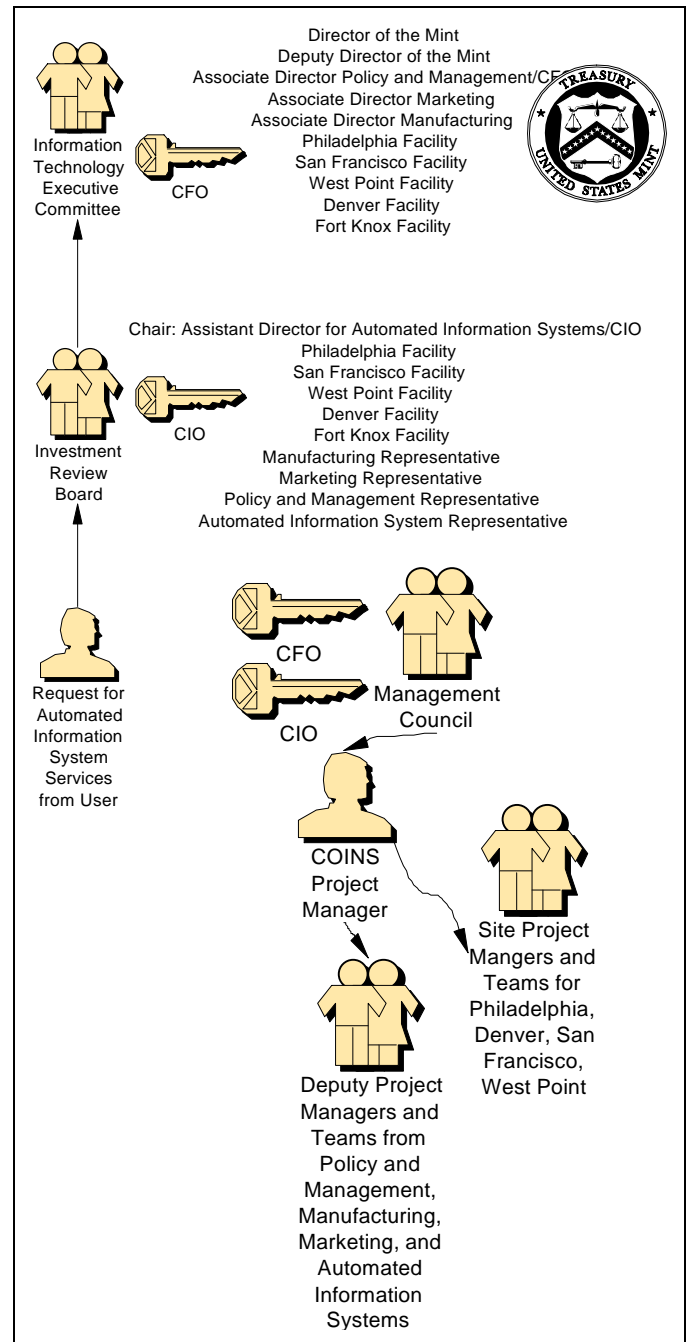 Director of the Mint
Deputy Director of the Mint
Associate Director Policy and Management/CF
Associate Director Marketing
Associate Director Manufacturing
Philadelphia Facility
San Francisco Facility
West Point Facility
Denver Facility
Fort Knox Facility
TREASURY
UNITED STATES MINT
Information
Technology
Executive
Committee
CFO
Chair: Assistant Director for Automated Information Systems/CIO
Philadelphia Facility
San Francisco Facility
West Point Facility
Denver Facility
Fort Knox Facility
Manufacturing Representative
Marketing Representative
Policy and Management Representative
Automated Information System Representative
Investment
Review
Board
CIO
Request for
Automated
Information
System
Services
from User
CFO
CIO
Management
Council
COINS
Project
Manager
Site Project
Mangers and
Teams for
Philadelphia,
Denver, San
Francisco,
West Point
Deputy Project
Managers and
Teams from
Policy and
Management,
Manufacturing,
Marketing, and
Automated
Information
Systems